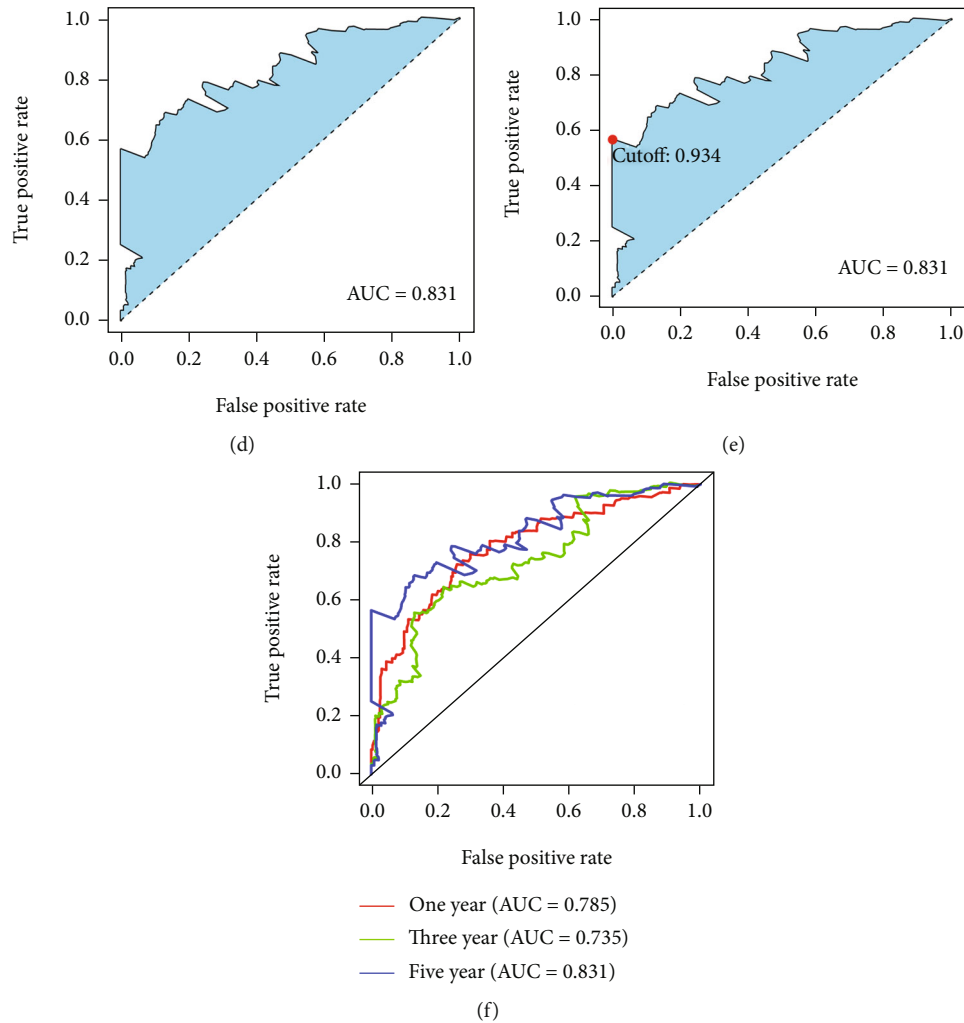 1.0
0.8
0.6
0.4
0.2
0.0
True positive rate
AUC = 0.831
0.0 0.2 0.4 0.6 0.8 1.0
False positive rate
(d)
1.0
0.8
0.6
0.4
0.2
0.0
True positive rate
Cutoff: 0.934
AUC = 0.831
0.0 0.2 0.4 0.6 0.8 1.0
False positive rate
(e)
1.0
0.8
0.6
0.4
0.2
0.0
True positive rate
0.0 0.2 0.4 0.6 0.8 1.0
False positive rate
One year (AUC = 0.785)
Three year (AUC = 0.735)
Five year (AUC = 0.831)
(f)